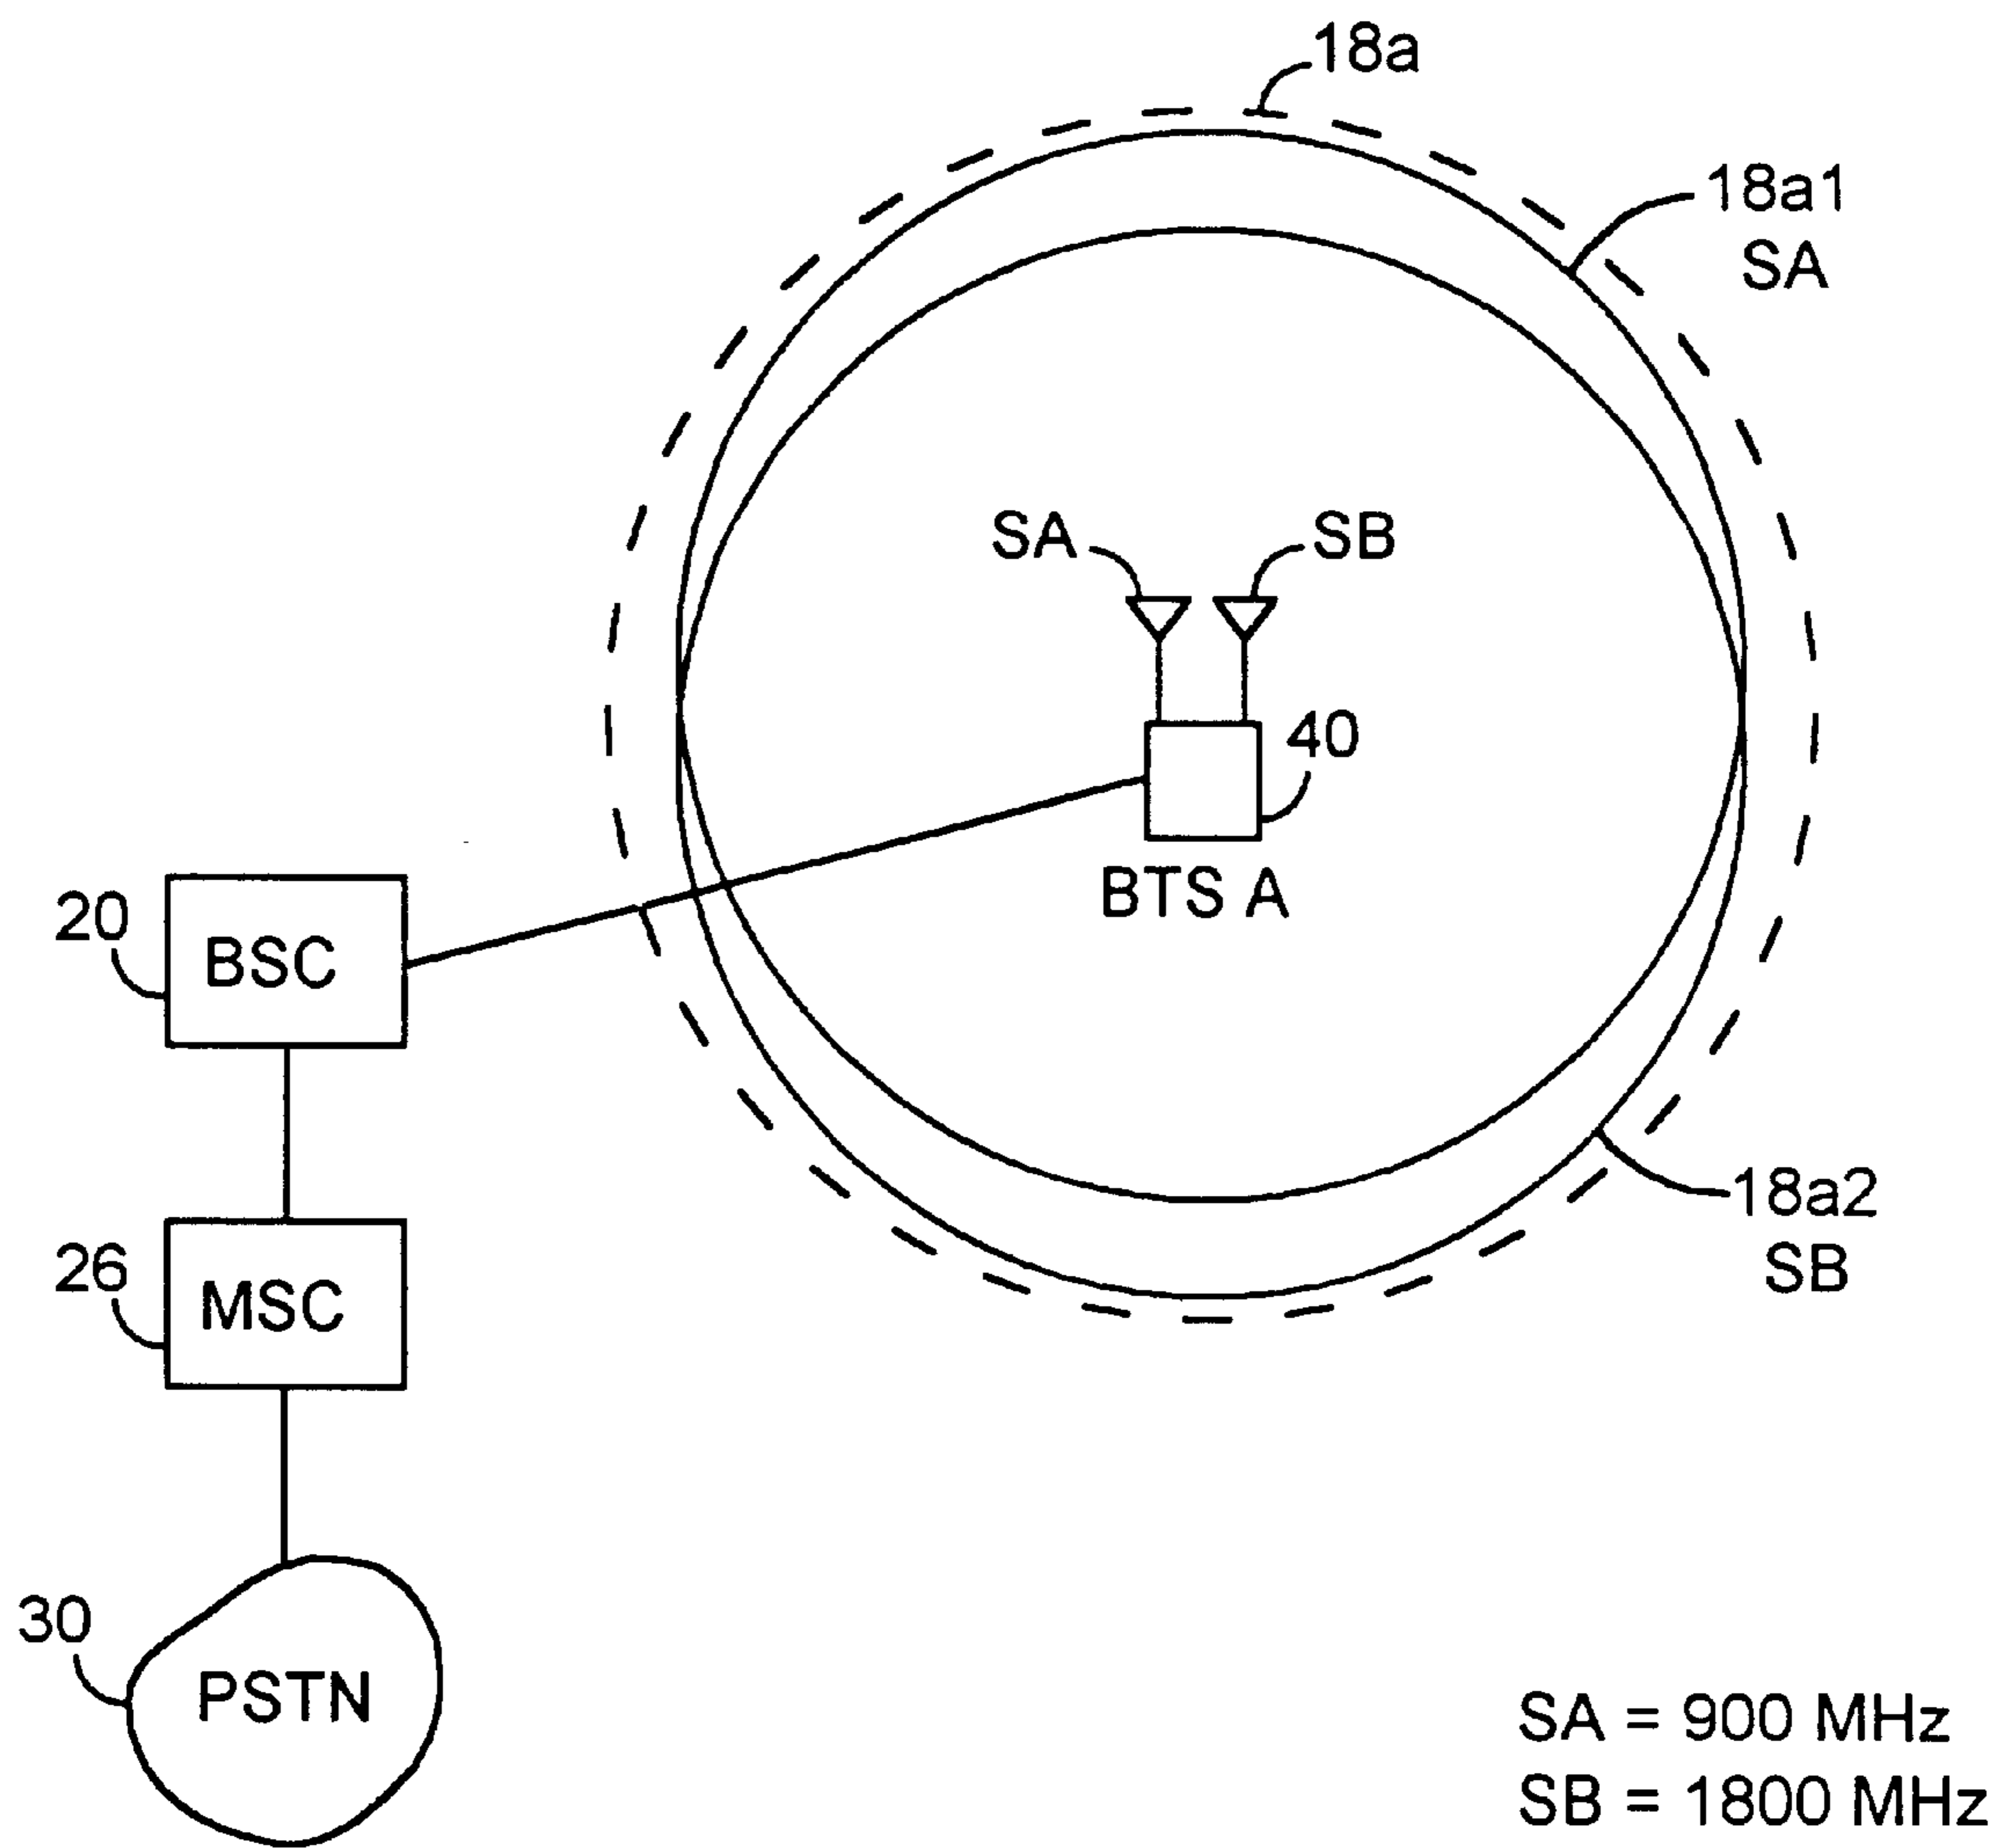 18a
18a1
SA
SA
SB
40
BTS A
20
BSC
18a2
SB
26
MSC
30
PSTN
SA = 900 MHz
SB = 1800 MHz